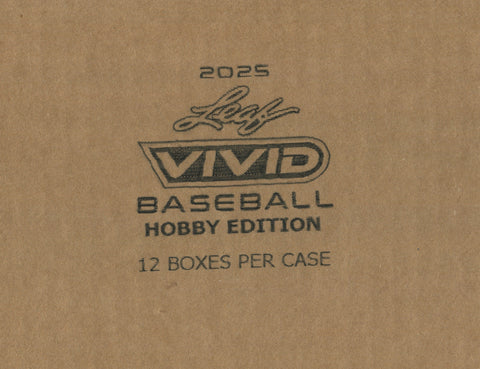 2025
Leaf
VIVID
BASEBALL
HOBBY EDITION
12 BOXES PER CASE